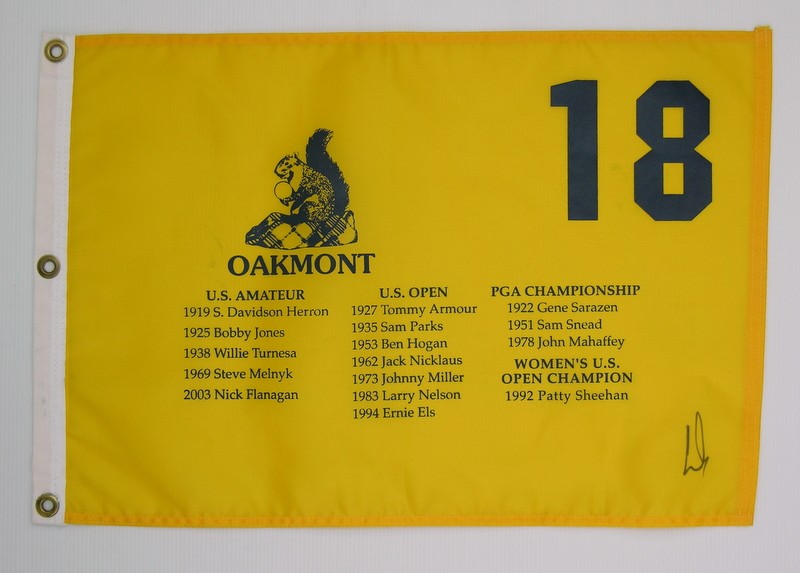 18
OAKMONT
U.S. AMATEUR
1919 S. Davidson Herron
1925 Bobby Jones
1938 Willie Turnesa
1969 Steve Melnyk
2003 Nick Flanagan
U.S. OPEN
1927 Tommy Armour
1935 Sam Parks
1953 Ben Hogan
1962 Jack Nicklaus
1973 Johnny Miller
1983 Larry Nelson
1994 Ernie Els
PGA CHAMPIONSHIP
1922 Gene Sarazen
1951 Sam Snead
1978 John Mahaffey
WOMEN'S U.S.
OPEN CHAMPION
1992 Patty Sheehan